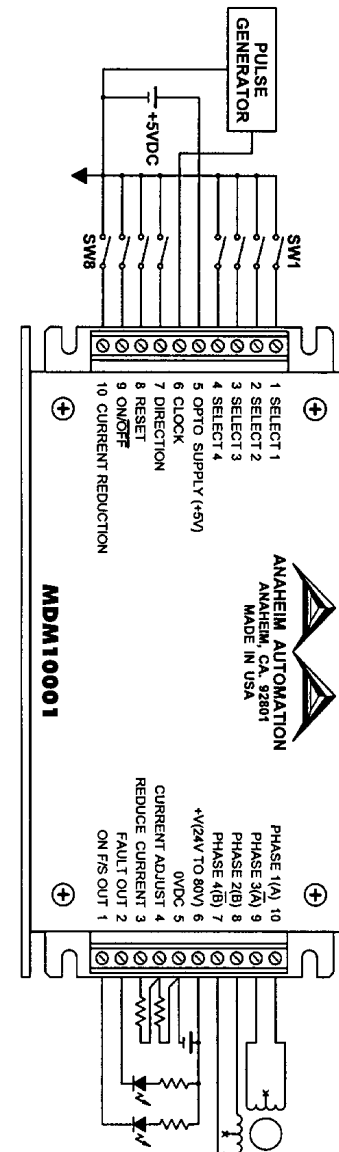 PULSE
GENERATOR
+5VDC
SW1
SW8
1 SELECT 1
2 SELECT 2
3 SELECT 3
4 SELECT 4
5 OPTO SUPPLY (+5V)
6 CLOCK
7 DIRECTION
8 RESET
9 ON/O̅F̅F̅
10 CURRENT REDUCTION
ANAHEIM AUTOMATION
ANAHEIM, CA. 92801
MADE IN USA
MDM10001
PHASE 1(A) 10
PHASE 3(A̅) 9
PHASE 2(B) 8
PHASE 4(B̅) 7
+V(24V TO 80V) 6
0VDC 5
CURRENT ADJUST 4
REDUCE CURRENT 3
FAULT OUT 2
ON F/S OUT 1